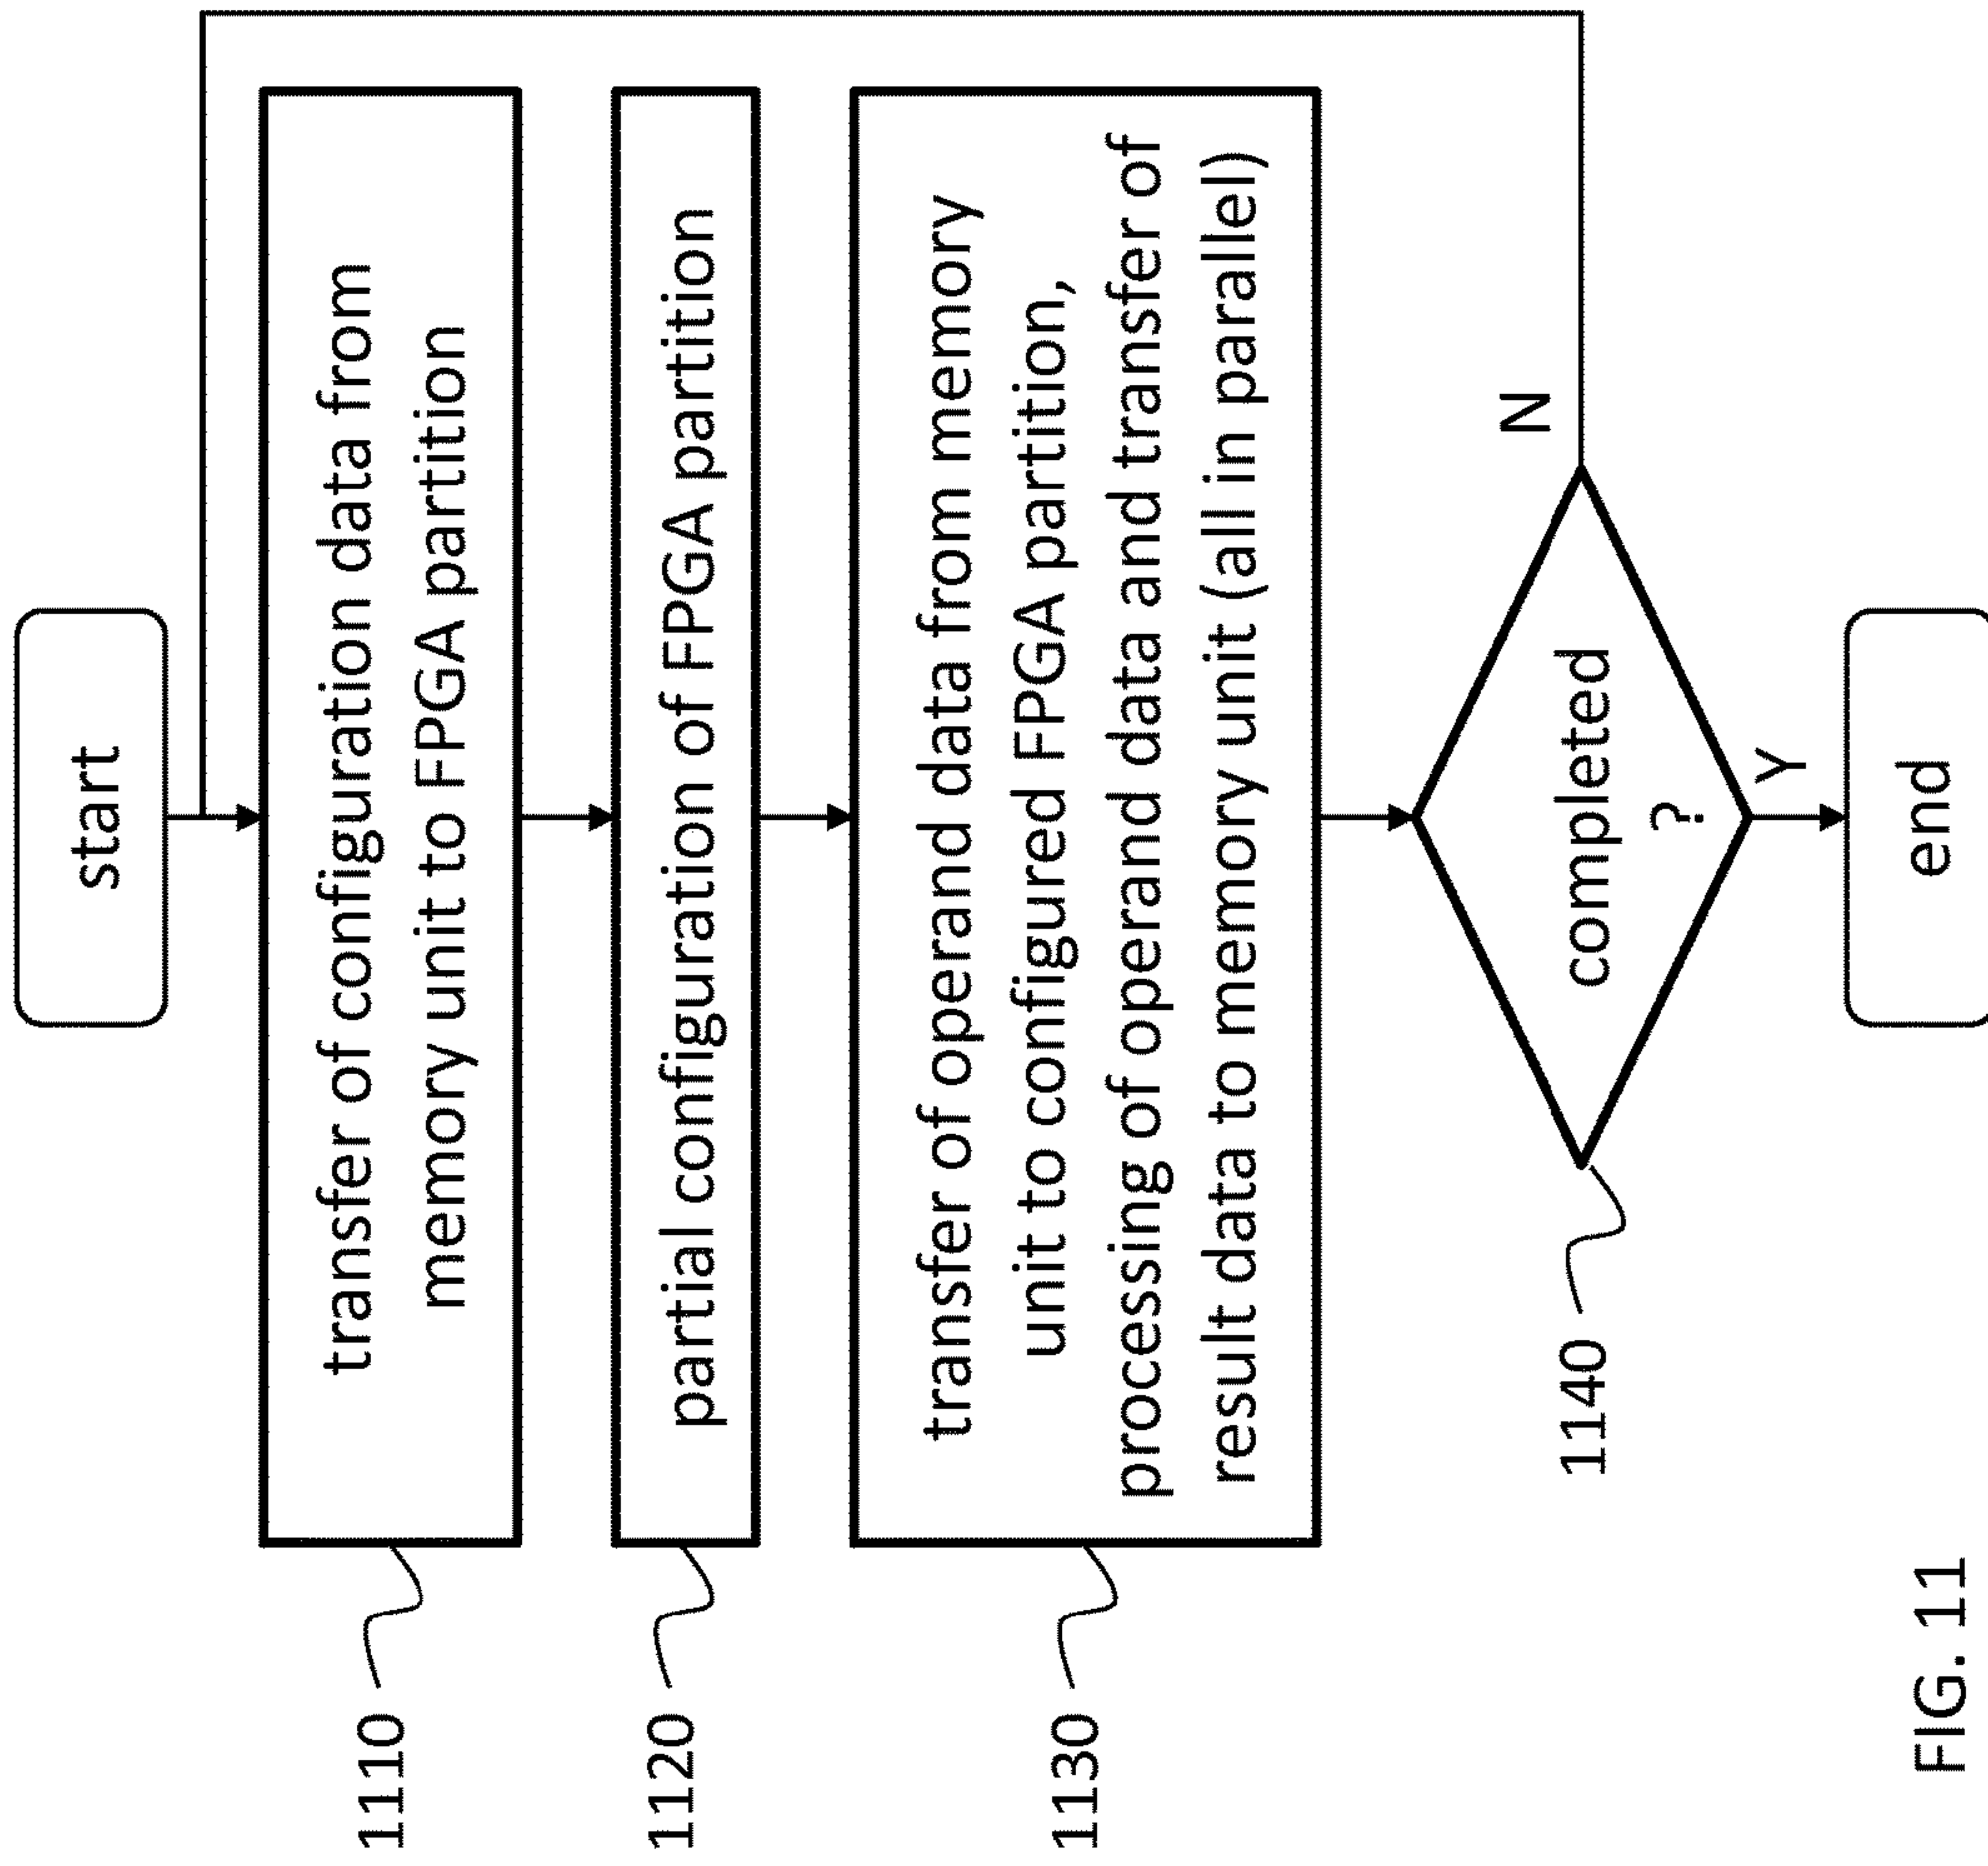 start
1110
transfer of configuration data from
memory unit to FPGA partition
1120
partial configuration of FPGA partition
1130
transfer of operand data from memory
unit to configured FPGA partition,
processing of operand data and transfer of
result data to memory unit (all in parallel)
1140
completed
?
N
Y
end
FIG. 11